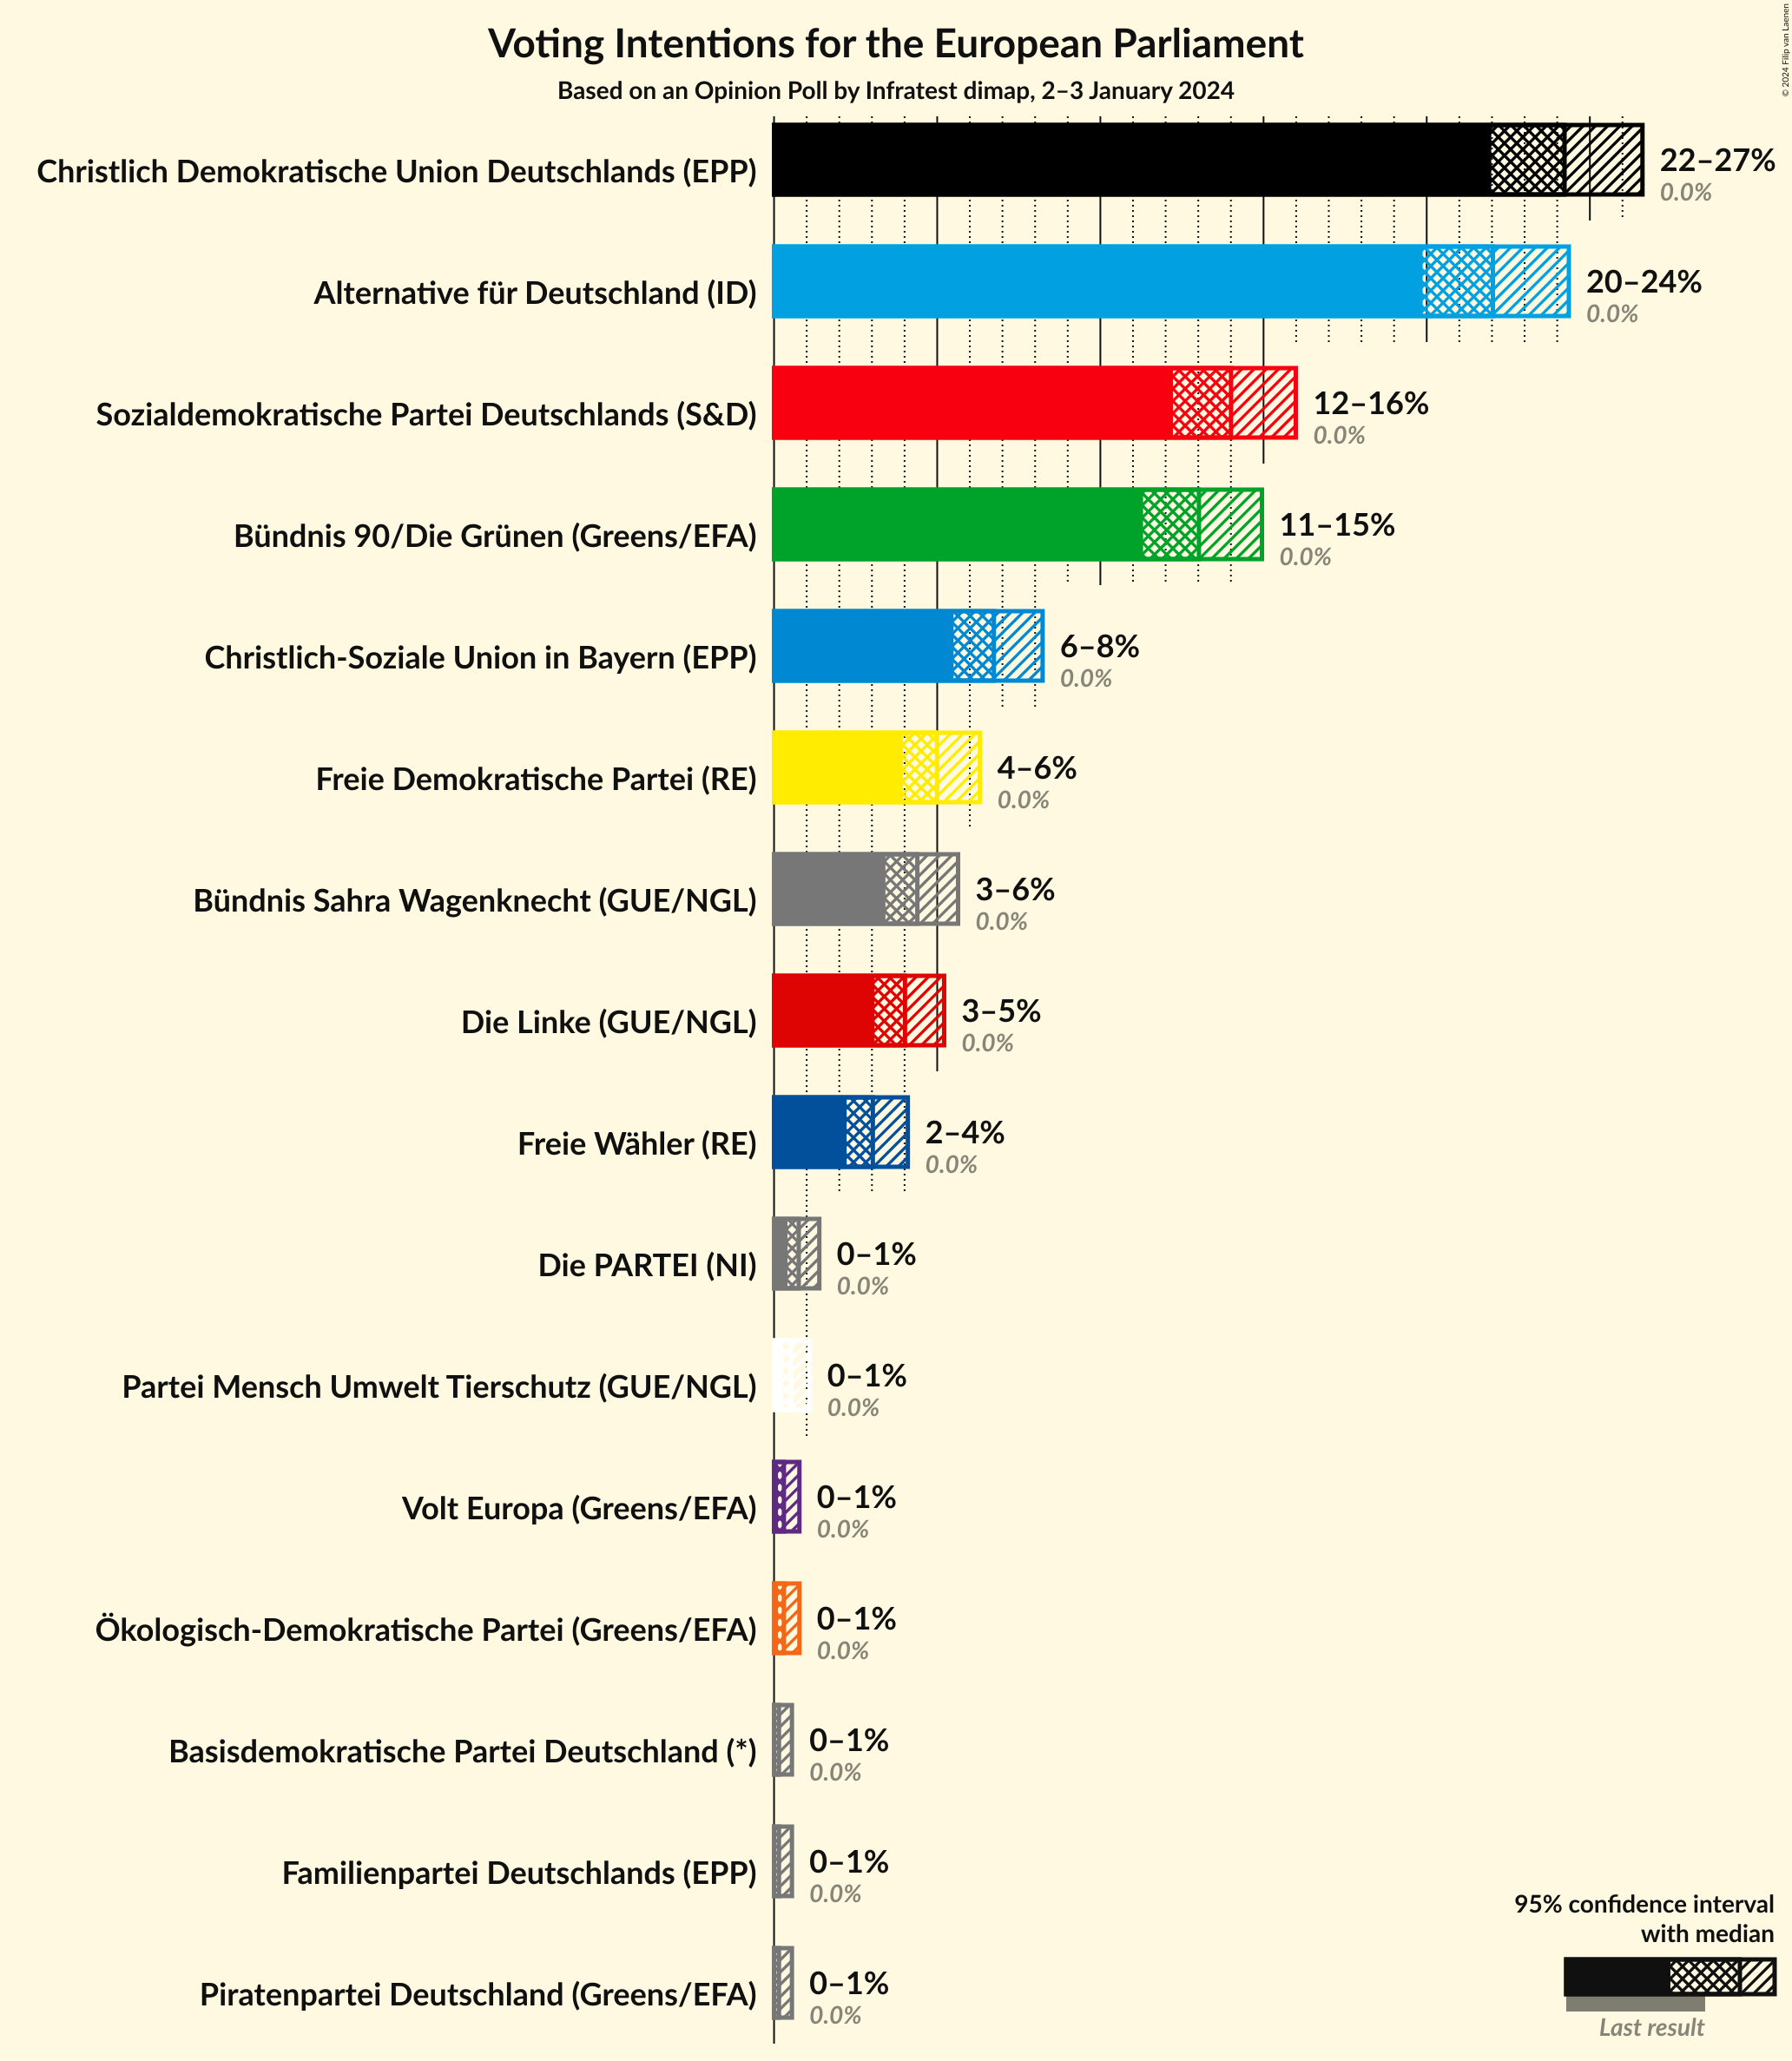 Voting Intentions for the European Parliament
Based on an Opinion Poll by Infratest dimap, 2–3 January 2024
© 2024 Filip van Laenen
Christlich Demokratische Union Deutschlands (EPP)
22–27%
0.0%
Alternative für Deutschland (ID)
20–24%
0.0%
Sozialdemokratische Partei Deutschlands (S&D)
12–16%
0.0%
Bündnis 90/Die Grünen (Greens/EFA)
11–15%
0.0%
Christlich-Soziale Union in Bayern (EPP)
6–8%
0.0%
Freie Demokratische Partei (RE)
4–6%
0.0%
Bündnis Sahra Wagenknecht (GUE/NGL)
3–6%
0.0%
Die Linke (GUE/NGL)
3–5%
0.0%
Freie Wähler (RE)
2–4%
0.0%
Die PARTEI (NI)
0–1%
0.0%
Partei Mensch Umwelt Tierschutz (GUE/NGL)
0–1%
0.0%
Volt Europa (Greens/EFA)
0–1%
0.0%
Ökologisch-Demokratische Partei (Greens/EFA)
0–1%
0.0%
Basisdemokratische Partei Deutschland (*)
0–1%
0.0%
Familienpartei Deutschlands (EPP)
0–1%
0.0%
Piratenpartei Deutschland (Greens/EFA)
0–1%
0.0%
95% confidence interval
with median
Last result